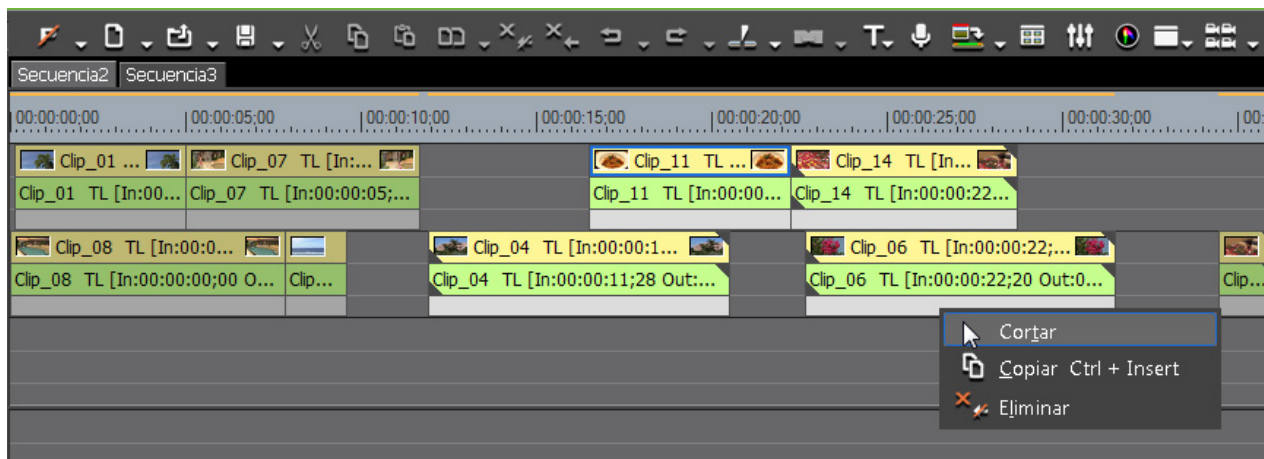 Secuencia2 Secuencia3
00:00:00;00 00:00:05;00 00:00:10;00 00:00:15;00 00:00:20;00 00:00:25;00 00:00:30;00 00:
Clip_01 ... Clip_07 TL [In:... Clip_11 TL ... Clip_14 TL [In...
Clip_01 TL [In:00... Clip_07 TL [In:00:00:05;... Clip_11 TL [In:00:00... Clip_14 TL [In:00:00:22...
Clip_08 TL [In:00:0... Clip_04 TL [In:00:00:1... Clip_06 TL [In:00:00:22;...
Clip_08 TL [In:00:00:00;00 O... Clip... Clip_04 TL [In:00:00:11;28 Out:... Clip_06 TL [In:00:00:22;20 Out:0... Clip...
Cortar
Copiar Ctrl + Insert
Eliminar